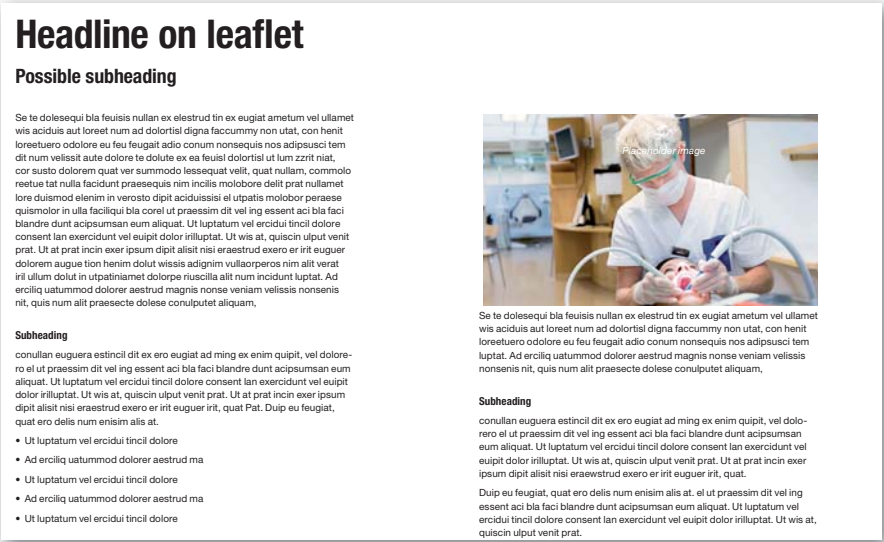 Headline on leaflet
Possible subheading
Se te dolesequi bla feuisis nullan ex elestrud tin ex eugiat ametum vel ullamet
wis aciduis aut loreet num ad dolortisl digna faccummy non utat, con henit
loreetuero odolore eu feu feugait adio conum nonsequis nos adipsusci tem
dit num velissit aute dolore te dolute ex ea feuisl dolortisl ut lum zzrit niat,
cor susto dolorem quat ver summodo lessequat velit, quat nullam, commolo
reetue tat nulla facidunt praesequis nim incilis molobore delit prat nullamet
lore duismod elenim in verosto dipit aciduissisi el utpatis molobor peraese
quismolor in ulla faciliqui bla corel ut praessim dit vel ing essent aci bla faci
blandre dunt acipsumsan eum aliquat. Ut luptatum vel ercidui tincil dolore
consent lan exercidunt vel euipit dolor irilluptat. Ut wis at, quiscin ulput venit
prat. Ut at prat incin exer ipsum dipit alisit nisi eraestrud exero er irit euguer
dolorem augue tion henim dolut wissis adignim vullaorperos nim alit verat
iril ullum dolut in utpatiniamet dolorpe riuscilla alit num incidunt luptat. Ad
erciliq uatummod dolorer aestrud magnis nonse veniam velissis nonsenis
nit, quis num alit praesecte dolese conulputet aliquam,
Subheading
conullan euguera estincil dit ex ero eugiat ad ming ex enim quipit, vel dolore-
ro el ut praessim dit vel ing essent aci bla faci blandre dunt acipsumsan eum
aliquat. Ut luptatum vel ercidui tincil dolore consent lan exercidunt vel euipit
dolor irilluptat. Ut wis at, quiscin ulput venit prat. Ut at prat incin exer ipsum
dipit alisit nisi eraestrud exero er irit euguer irit, quat Pat. Duip eu feugiat,
quat ero delis num enisim alis at.
• Ut luptatum vel ercidui tincil dolore
• Ad erciliq uatummod dolorer aestrud ma
• Ut luptatum vel ercidui tincil dolore
• Ad erciliq uatummod dolorer aestrud ma
• Ut luptatum vel ercidui tincil dolore
Placeholder image
Se te dolesequi bla feuisis nullan ex elestrud tin ex eugiat ametum vel ullamet
wis aciduis aut loreet num ad dolortisl digna faccummy non utat, con henit
loreetuero odolore eu feu feugait adio conum nonsequis nos adipsusci tem
luptat. Ad erciliq uatummod dolorer aestrud magnis nonse veniam velissis
nonsenis nit, quis num alit praesecte dolese conulputet aliquam,
Subheading
conullan euguera estincil dit ex ero eugiat ad ming ex enim quipit, vel dolo-
rero el ut praessim dit vel ing essent aci bla faci blandre dunt acipsumsan
eum aliquat. Ut luptatum vel ercidui tincil dolore consent lan exercidunt vel
euipit dolor irilluptat. Ut wis at, quiscin ulput venit prat. Ut at prat incin exer
ipsum dipit alisit nisi eraewstrud exero er irit euguer irit, quat.
Duip eu feugiat, quat ero delis num enisim alis at. el ut praessim dit vel ing
essent aci bla faci blandre dunt acipsumsan eum aliquat. Ut luptatum vel
ercidui tincil dolore consent lan exercidunt vel euipit dolor irilluptat. Ut wis at,
quiscin ulput venit prat.